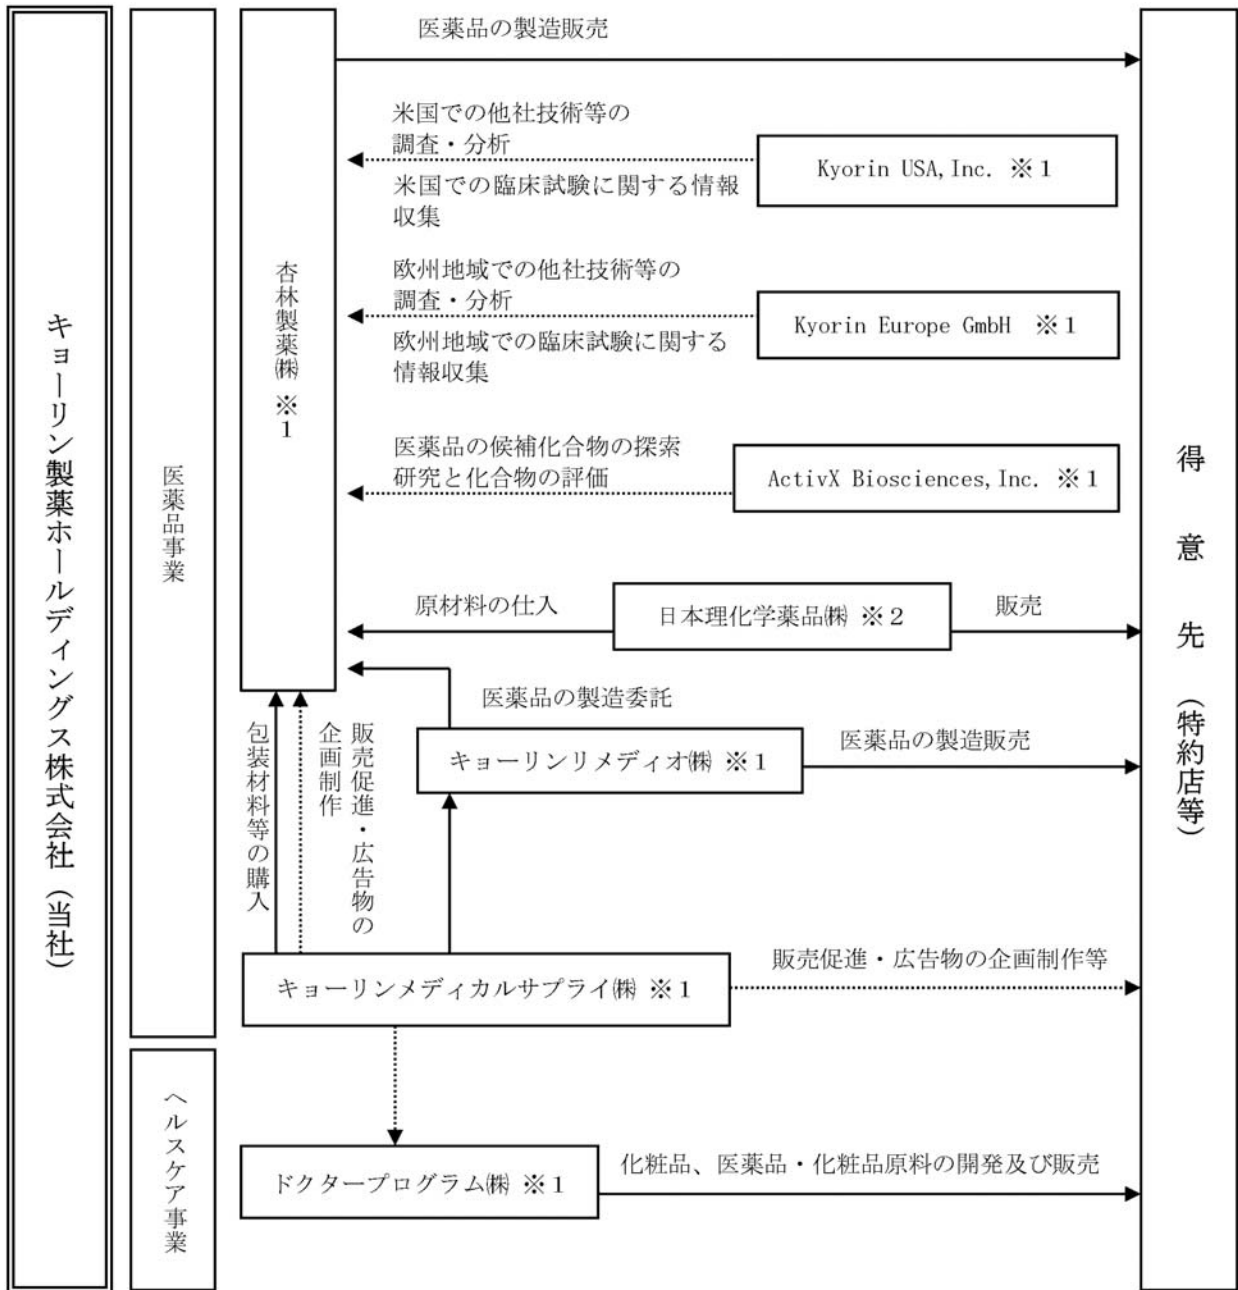 キョーリン製薬ホールディングス株式会社（当社）
医薬品事業
ヘルスケア事業
杏林製薬㈱ ※1
医薬品の製造販売
米国での他社技術等の
調査・分析
米国での臨床試験に関する情報
収集
Kyorin USA,Inc. ※1
欧州地域での他社技術等の
調査・分析
欧州地域での臨床試験に関する
情報収集
Kyorin Europe GmbH ※1
医薬品の候補化合物の探索
研究と化合物の評価
ActivX Biosciences,Inc. ※1
原材料の仕入
日本理化学薬品㈱ ※2
販売
医薬品の製造委託
キョーリンリメディオ㈱ ※1
医薬品の製造販売
包装材料等の購入
販売促進・広告物の
企画制作
キョーリンメディカルサプライ㈱ ※1
販売促進・広告物の企画制作等
ドクタープログラム㈱ ※1
化粧品、医薬品・化粧品原料の開発及び販売
得意先（特約店等）